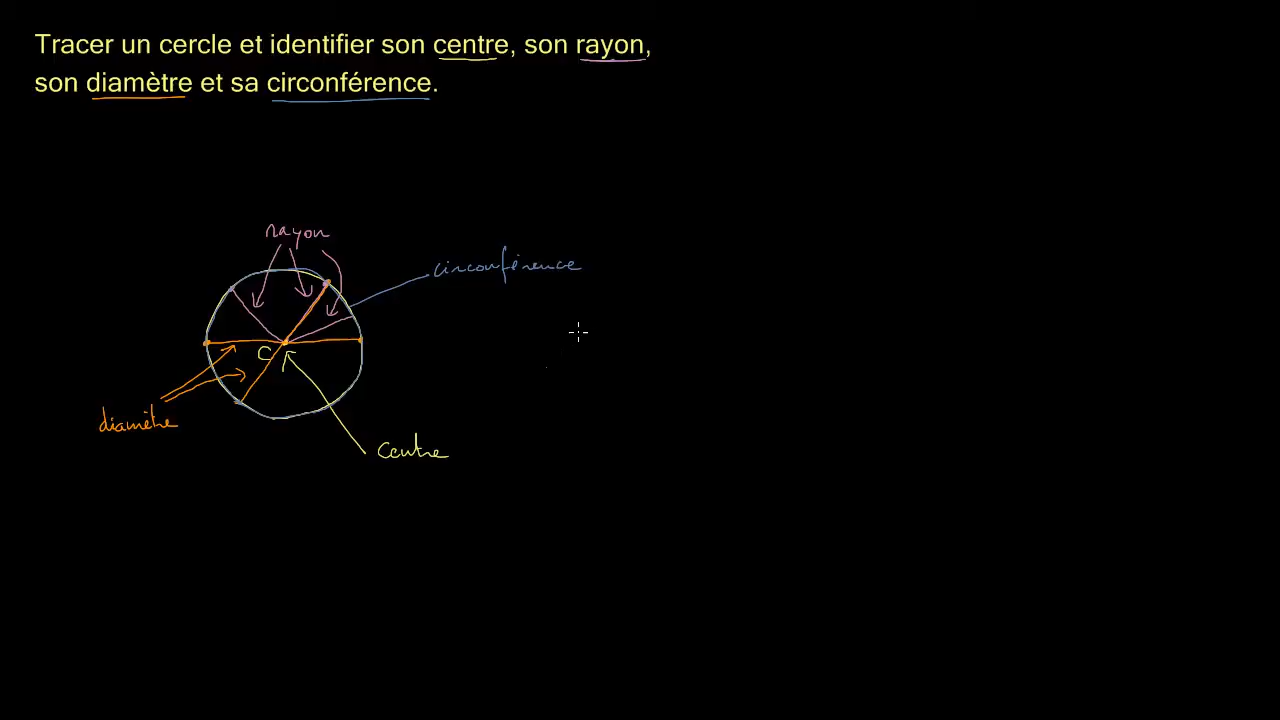 Tracer un cercle et identifier son centre, son rayon,
son diamètre et sa circonférence.
rayon
circonférence
C
diamètre
Centre